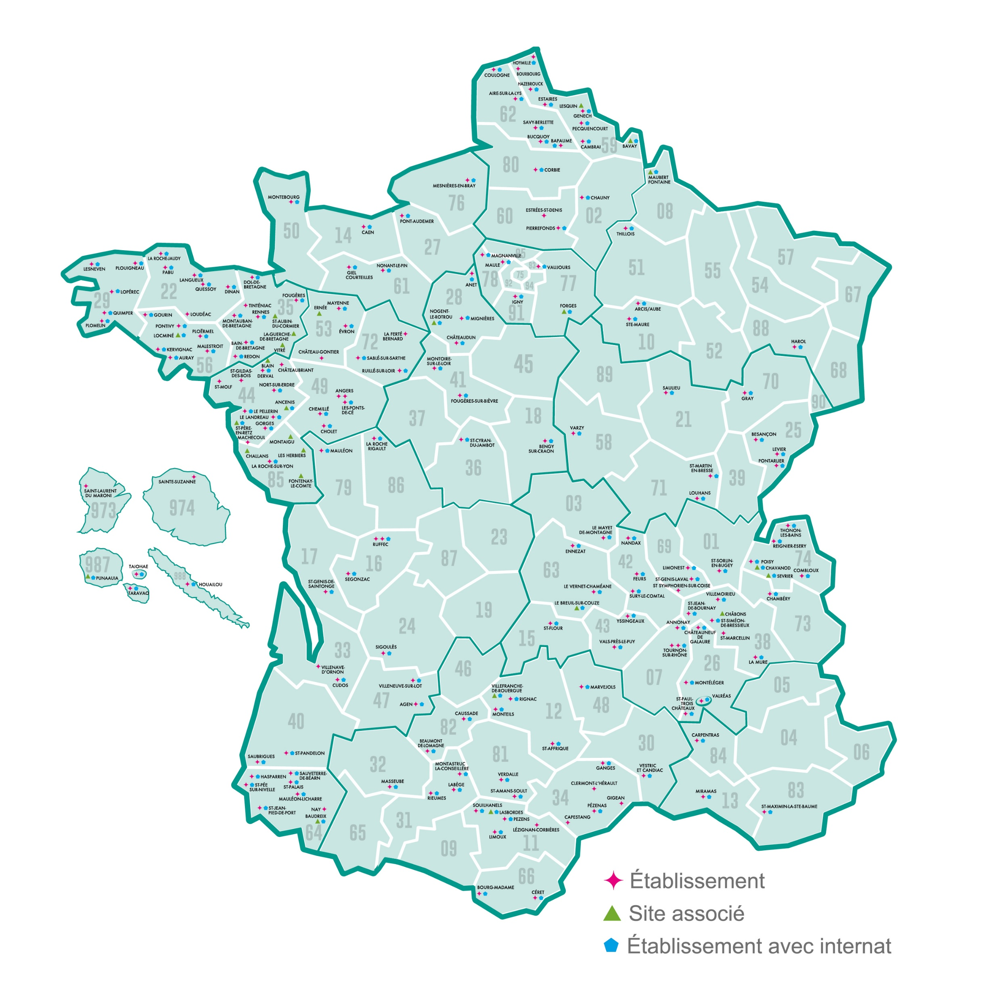 HOYMILLE
COULOGNE
BOURBOURG
HAZEBROUCK
AIRE-SUR-LA-LYS
ESTAIRES
LESQUIN
62
GENECH
SAVY-BERLETTE
PECQUENCOURT
BUCQUOY
BAPAUME
CAMBRAI
59
BAVAY
80
CORBIE
MAUBERT
FONTAINE
MESNIÈRES-EN-BRAY
76
MONTEBOURG
CHAUNY
08
60
ESTRÉES-ST-DENIS
02
PONT-AUDEMER
50
14
CAEN
PIERREFONDS
THILLOIS
27
LA ROCHE-JAUDY
MAGNANVILLE
95
57
LESNEVEN
PLOUIGNEAU
PABU
GIEL
COURTEILLES
NONANT-LE-PIN
MAULE
93
VAUJOURS
51
55
LANGUEUX
QUESSOY
DINAN
DOL-DE-
BRETAGNE
61
ANET
78
75
92
94
77
54
67
29
LOPÉREC
22
FOUGÈRES
28
IGNY
91
TINTÉNIAC
35
ERNÉE
MAYENNE
FORGES
ARCIS/AUBE
QUIMPER
GOURIN
LOUDÉAC
RENNES
MONTAUBAN-
DE-BRETAGNE
ST-AUBIN-
DU-CORMIER
NOGENT-
LE-ROTROU
MIGNIÈRES
STE-MAURE
PLOMELIN
PONTIVY
PLOËRMEL
53
ÉVRON
88
LOCMINÉ
LA-GUERCHE-
DE-BRETAGNE
72
LA FERTÉ
BERNARD
CHÂTEAUDUN
10
HAROL
KERVIGNAC
MALESTROIT
BAIN-
DE-BRETAGNE
VITRÉ
CHÂTEAU-GONTIER
52
AURAY
56
REDON
SABLÉ-SUR-SARTHE
MONTOIRE-
SUR-LE-LOIR
45
68
BLAIN
CHÂTEAUBRIANT
RUILLÉ-SUR-LOIR
ST-GILDAS-
DES-BOIS
DERVAL
41
89
70
ST-MOLF
NORT-SUR-ERDRE
49
SAULIEU
44
ANGERS
GRAY
ANCENIS
FOUGÈRES-SUR-BIÈVRE
90
LE PELLERIN
CHEMILLÉ
LES-PONTS-
DE-CÉ
37
18
21
LE LANDREAU
GORGES
ST-PÈRE-
EN-RETZ
CHOLET
VARZY
25
MACHECOUL
BESANÇON
MONTAIGU
LA ROCHE
RIGAULT
ST-CYRAN-
DU-JAMBOT
BENGY
SUR-CRAON
58
LEVIER
CHALLANS
LES HERBIERS
MAULÉON
PONTARLIER
LA ROCHE-SUR-YON
36
ST-MARTIN
EN-BRESSE
85
FONTENAY-
LE-COMTE
79
86
39
71
LOUHANS
SAINTE-SUZANNE
SAINT-LAURENT
DU MARONI
973
974
03
LE MAYET
DE-MONTAGNE
THONON-
LES-BAINS
RUFFEC
23
ENNEZAT
NANDAX
69
01
REIGNIER-ESERY
17
16
87
63
42
987
TAIOHAE
988
POISY
74
ST-SORLIN-
EN-BUGEY
CHAVANOD
COMBLOUX
PUNAAUIA
HOUAILOU
TARAVAO
SEGONZAC
FEURS
LIMONEST
SEVRIER
ST-GENIS-DE-
SAINTONGE
LE VERNET-CHAMÉANE
ST-GENIS-LAVAL
ST SYMPHORIEN-SUR-COISE
SURY-LE-COMTAL
VILLEMOIRIEU
CHAMBÉRY
LE BREUIL-SUR-COUZE
ST-JEAN-
DE-BOURNAY
CHÂBONS
19
24
YSSINGEAUX
ANNONAY
ST-SIMÉON-
DE-BRESSIEUX
73
ST-FLOUR
43
CHÂTEAUNEUF
DE
GALAURE
ST-MARCELLIN
15
VALS-PRÈS-LE-PUY
38
33
SIGOULÈS
TOURNON-
SUR-RHÔNE
LA MURE
VILLENAVE-
D'ORNON
46
26
CUDOS
VILLENEUVE-SUR-LOT
07
MONTÉLÉGER
05
VILLEFRANCHE-
DE-ROUERGUE
MARVEJOLS
47
RIGNAC
VALRÉAS
AGEN
48
ST-PAUL-
TROIS
CHÂTEAUX
MONTEILS
12
40
CAUSSADE
82
BEAUMONT
DE-LOMAGNE
ST-AFFRIQUE
30
CARPENTRAS
04
06
ST-PANDELON
81
84
SAUBRIGUES
32
MONTASTRUC
LA-CONSEILLÈRE
GANGES
VESTRIC
ET CANDIAC
HASPARREN
SAUVETERRE-
DE-BÉARN
VERDALLE
ST-PÉE
SUR-NIVELLE
ST-PALAIS
MASSEUBE
LABÈGE
CLERMONT-L'HÉRAULT
83
MAULÉON-LICHARRE
RIEUMES
ST-AMANS-SOULT
34
GIGEAN
MIRAMAS
13
ST-JEAN-
PIED-DE-PORT
NAY
SOUILHANELS
PÉZENAS
ST-MAXIMIN-LA-STE-BAUME
BAUDREIX
LASBORDES
CAPESTANG
31
PEZENS
64
65
LÉZIGNAN-CORBIÈRES
LIMOUX
11
09
66
BOURG-MADAME
CÉRET
Établissement
Site associé
Établissement avec internat